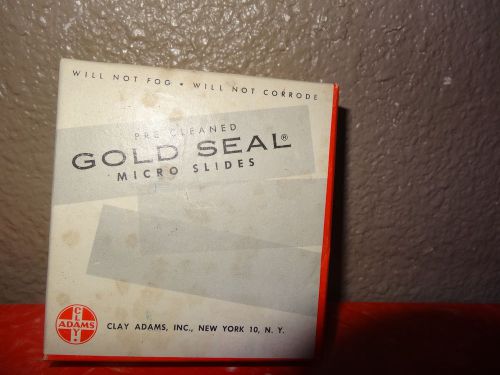 WILL NOT FOG • WILL NOT CORRODE
PRE CLEANED
GOLD SEAL®
MICRO SLIDES
CLAY
ADAMS
CLAY ADAMS, INC., NEW YORK 10, N. Y.